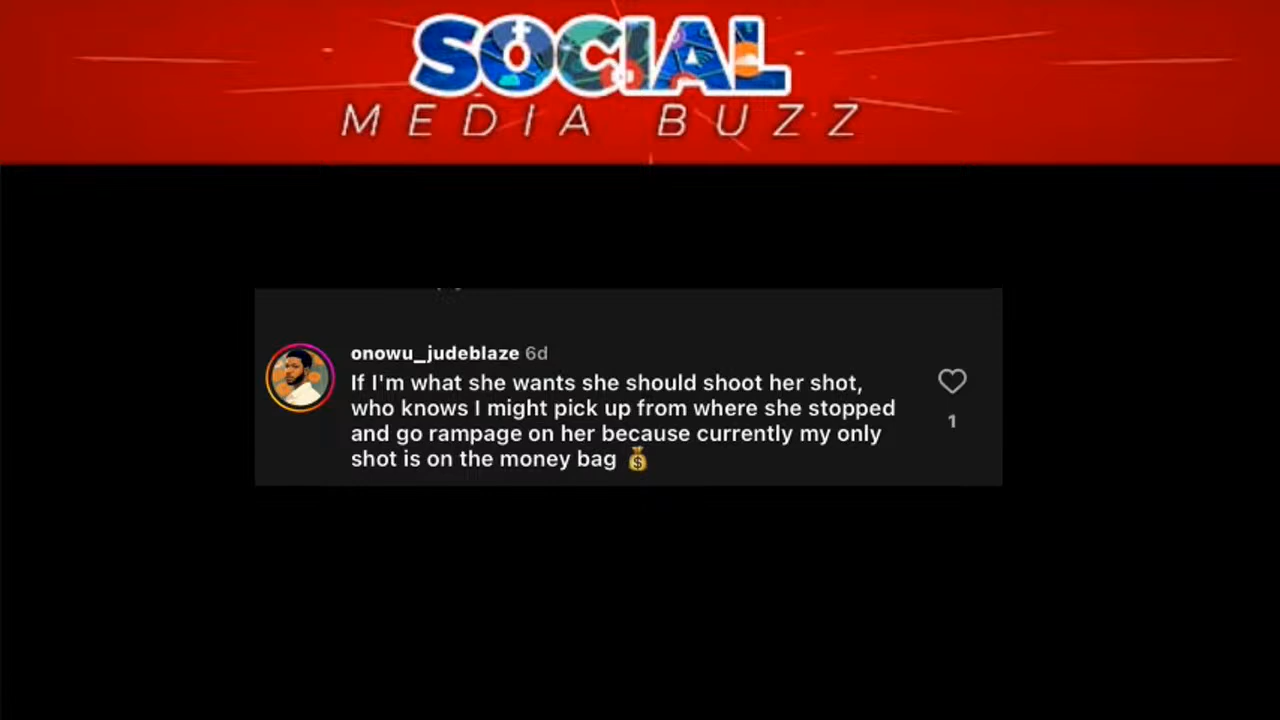 SOCIAL
MEDIA BUZZ
onowu_judeblaze 6d
If I'm what she wants she should shoot her shot,
who knows I might pick up from where she stopped
and go rampage on her because currently my only
shot is on the money bag 💰
1